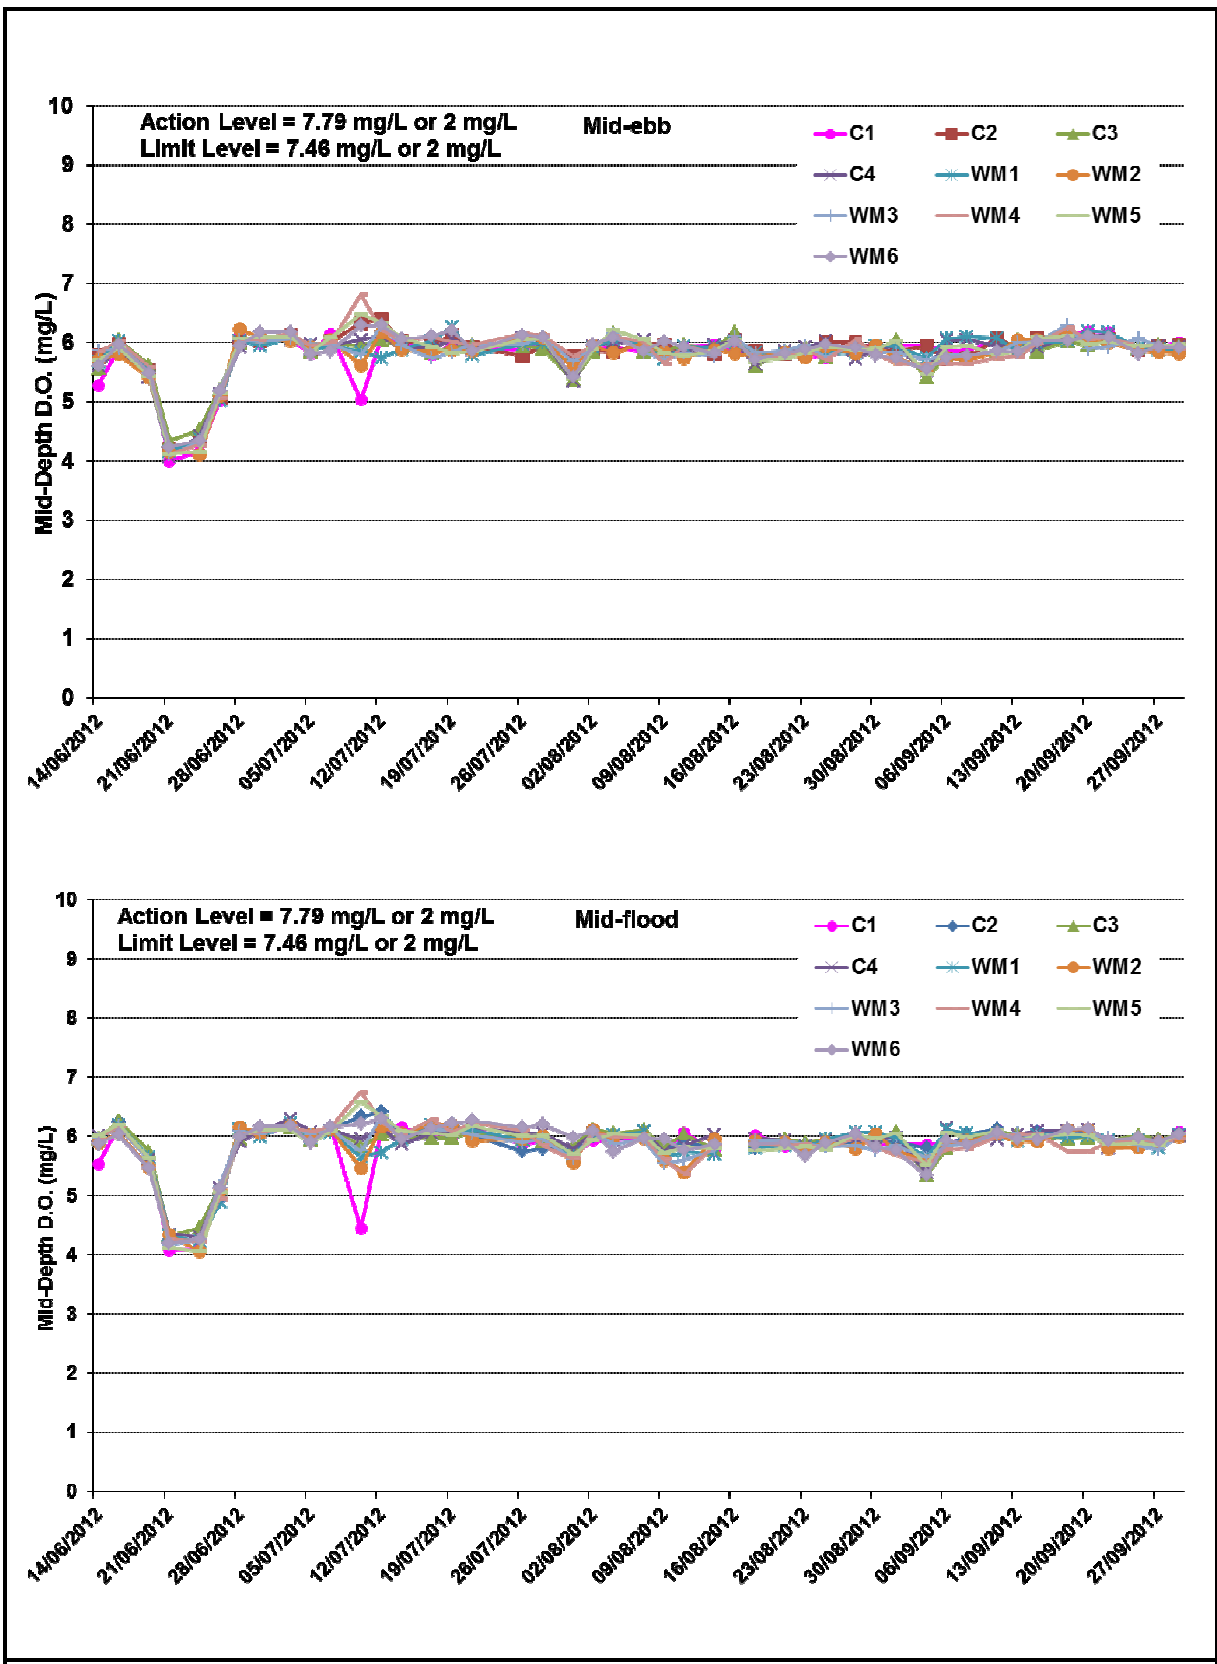 Action Level = 7.79 mg/L or 2 mg/L
Limit Level = 7.46 mg/L or 2 mg/L
Mid-ebb
C1 C2 C3
C4 WM1 WM2
WM3 WM4 WM5
WM6
Mid-Depth D.O. (mg/L)
10
9
8
7
6
5
4
3
2
1
0
14/06/2012 21/06/2012 28/06/2012 05/07/2012 12/07/2012 19/07/2012 26/07/2012 02/08/2012 09/08/2012 16/08/2012 23/08/2012 30/08/2012 06/09/2012 13/09/2012 20/09/2012 27/09/2012
Action Level = 7.79 mg/L or 2 mg/L
Limit Level = 7.46 mg/L or 2 mg/L
Mid-flood
C1 C2 C3
C4 WM1 WM2
WM3 WM4 WM5
WM6
Mid-Depth D.O. (mg/L)
10
9
8
7
6
5
4
3
2
1
0
14/06/2012 21/06/2012 28/06/2012 05/07/2012 12/07/2012 19/07/2012 26/07/2012 02/08/2012 09/08/2012 16/08/2012 23/08/2012 30/08/2012 06/09/2012 13/09/2012 20/09/2012 27/09/2012